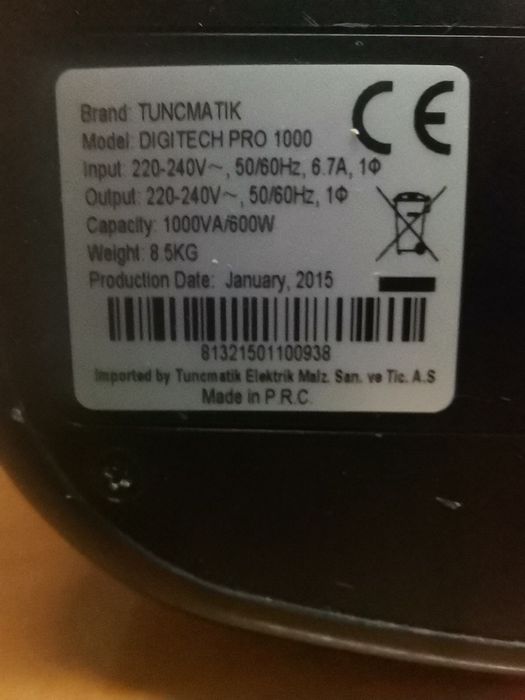 Brand: TUNCMATIK
Model: DIGITECH PRO 1000
Input: 220-240V~, 50/60Hz, 6.7A, 1Φ
Output: 220-240V~, 50/60Hz, 1Φ
Capacity: 1000VA/600W
Weight: 8.5KG
Production Date: January, 2015
CE
81321501100938
Imported by Tuncmatik Elektrik Malz. San. ve Tic. A.S
Made in P.R.C.